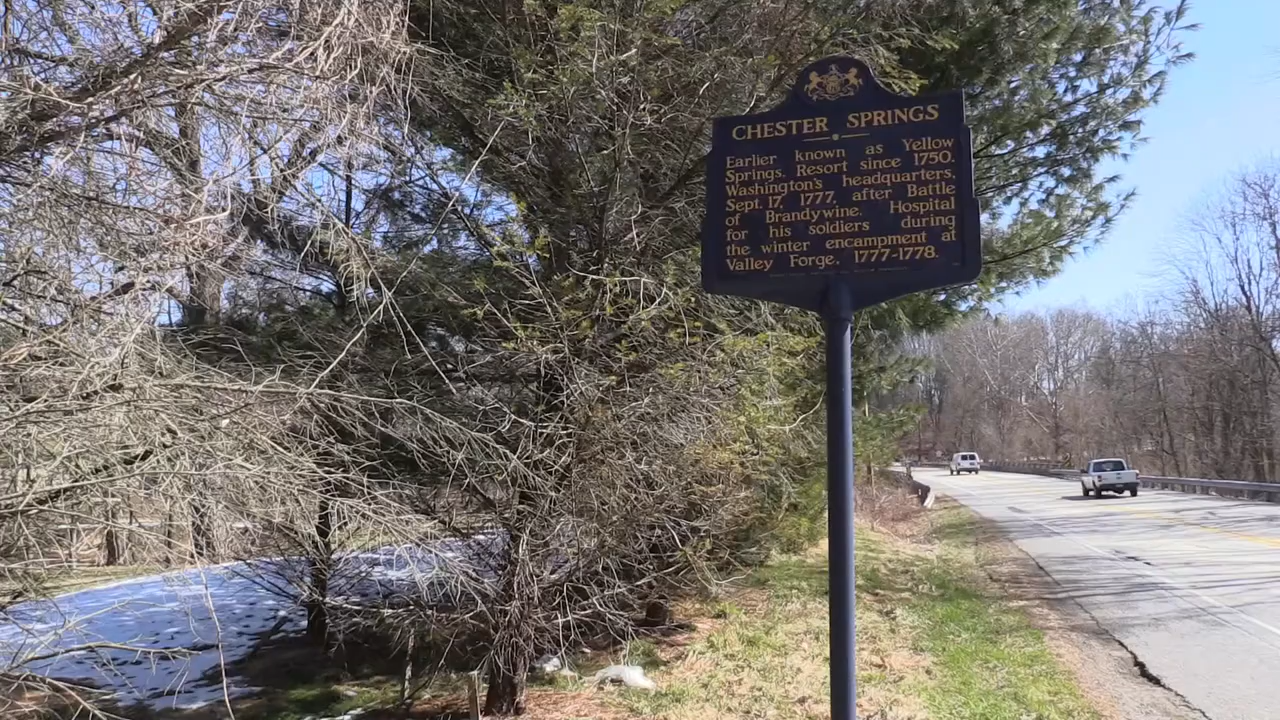 CHESTER SPRINGS
Earlier known as Yellow
Springs. Resort since 1750.
Washington's headquarters,
Sept. 17, 1777, after Battle
of Brandywine. Hospital
for his soldiers during
the winter encampment at
Valley Forge, 1777-1778.